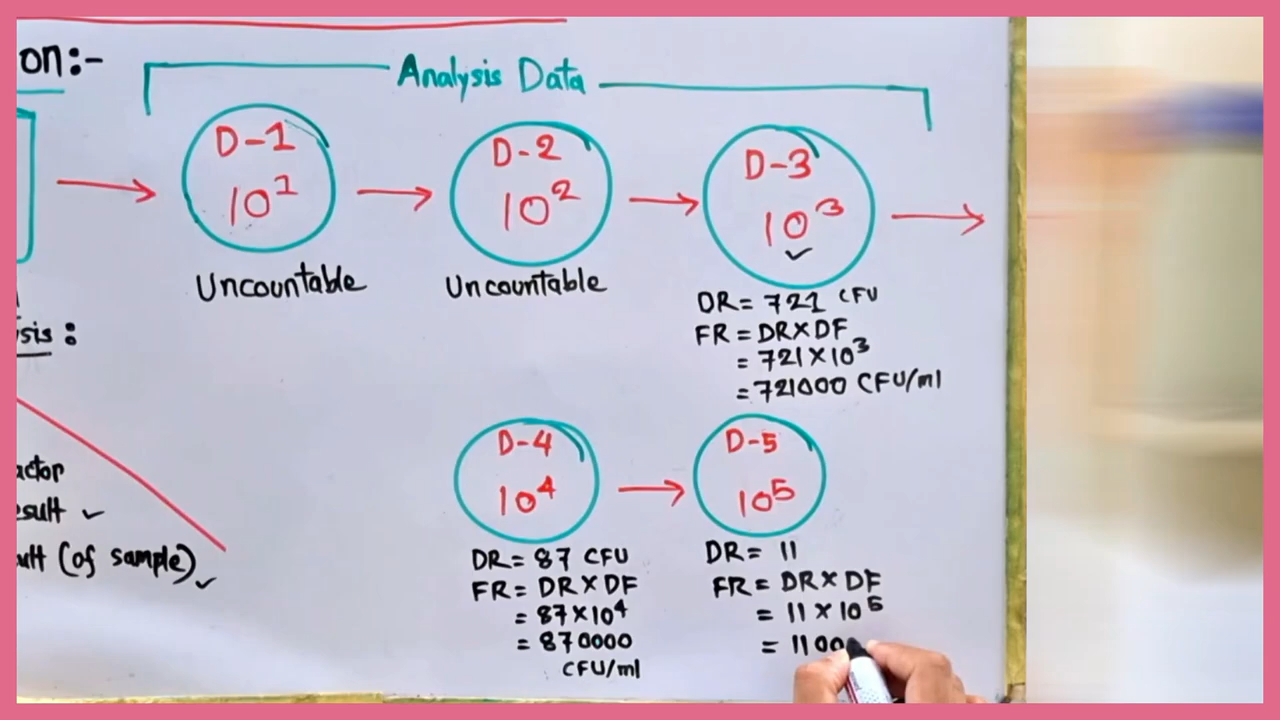 on:-
Analysis Data
D-1
10¹
Uncountable
D-2
10²
Uncountable
D-3
10³
DR = 721 CFU
FR = DR×DF
= 721×10³
= 721000 CFU/ml
sis:
actor
esult ✓
ult (of sample) ✓
D-4
10⁴
DR = 87 CFU
FR = DR×DF
= 87×10⁴
= 870000
CFU/ml
D-5
10⁵
DR = 11
FR = DR×DF
= 11×10⁵
= 1100